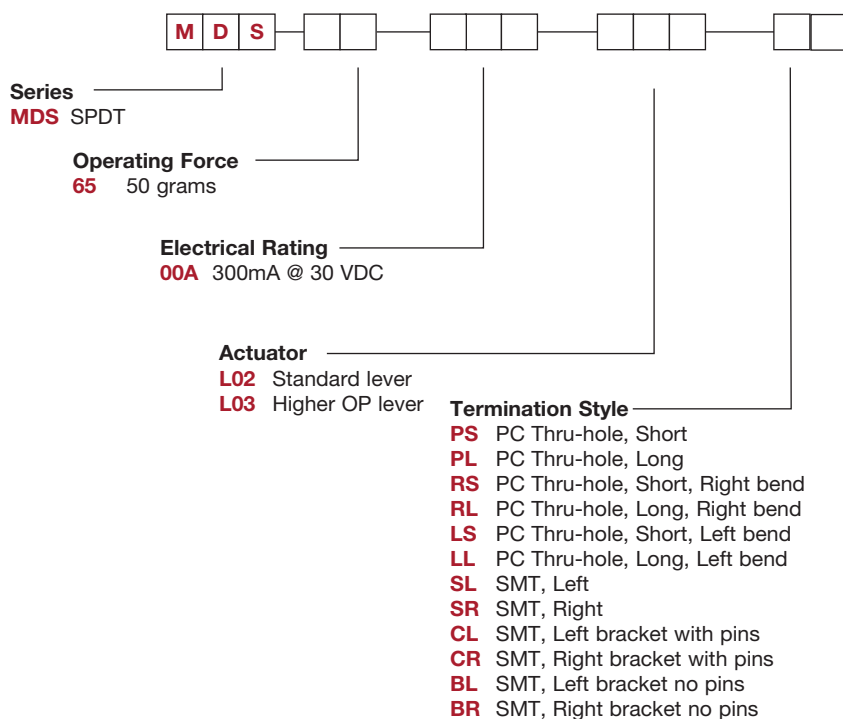 M D S
Series
MDS SPDT
Operating Force
65 50 grams
Electrical Rating
00A 300mA @ 30 VDC
Actuator
L02 Standard lever
L03 Higher OP lever
Termination Style
PS PC Thru-hole, Short
PL PC Thru-hole, Long
RS PC Thru-hole, Short, Right bend
RL PC Thru-hole, Long, Right bend
LS PC Thru-hole, Short, Left bend
LL PC Thru-hole, Long, Left bend
SL SMT, Left
SR SMT, Right
CL SMT, Left bracket with pins
CR SMT, Right bracket with pins
BL SMT, Left bracket no pins
BR SMT, Right bracket no pins